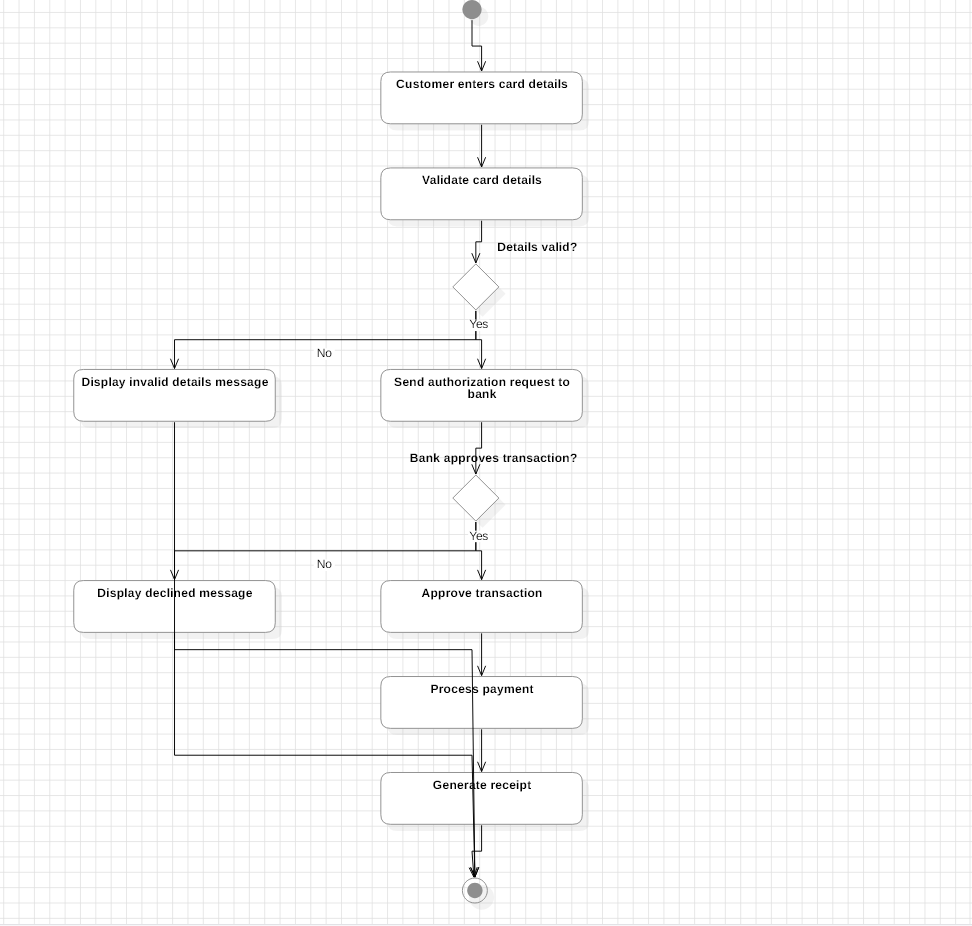 Customer enters card details
Validate card details
Details valid?
Yes
No
Display invalid details message
Send authorization request to
bank
Bank approves transaction?
Yes
No
Display declined message
Approve transaction
Process payment
Generate receipt